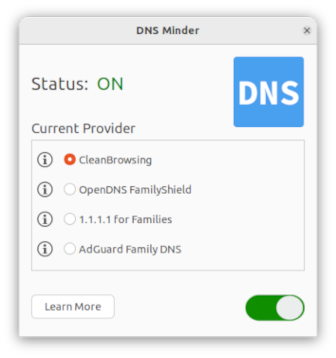 DNS Minder
Status: ON
DNS
Current Provider
CleanBrowsing
OpenDNS FamilyShield
1.1.1.1 for Families
AdGuard Family DNS
Learn More